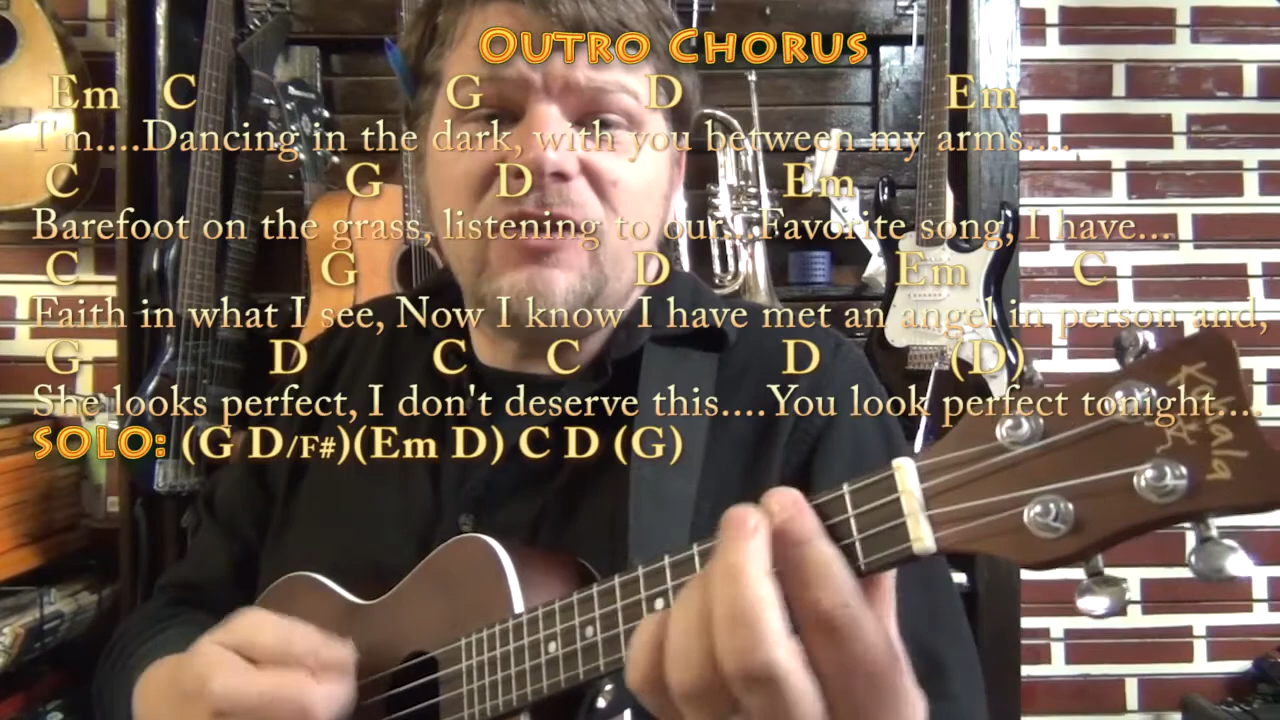 OUTRO CHORUS
Em C G D Em
I'm....Dancing in the dark, with you between my arms....
C G D Em
Barefoot on the grass, listening to our....Favorite song, I have...
C G D Em C
Faith in what I see, Now I know I have met an angel in person and,
G D C C D (D)
She looks perfect, I don't deserve this....You look perfect tonight....
SOLO: (G D/F#)(Em D) C D (G)
Kahala